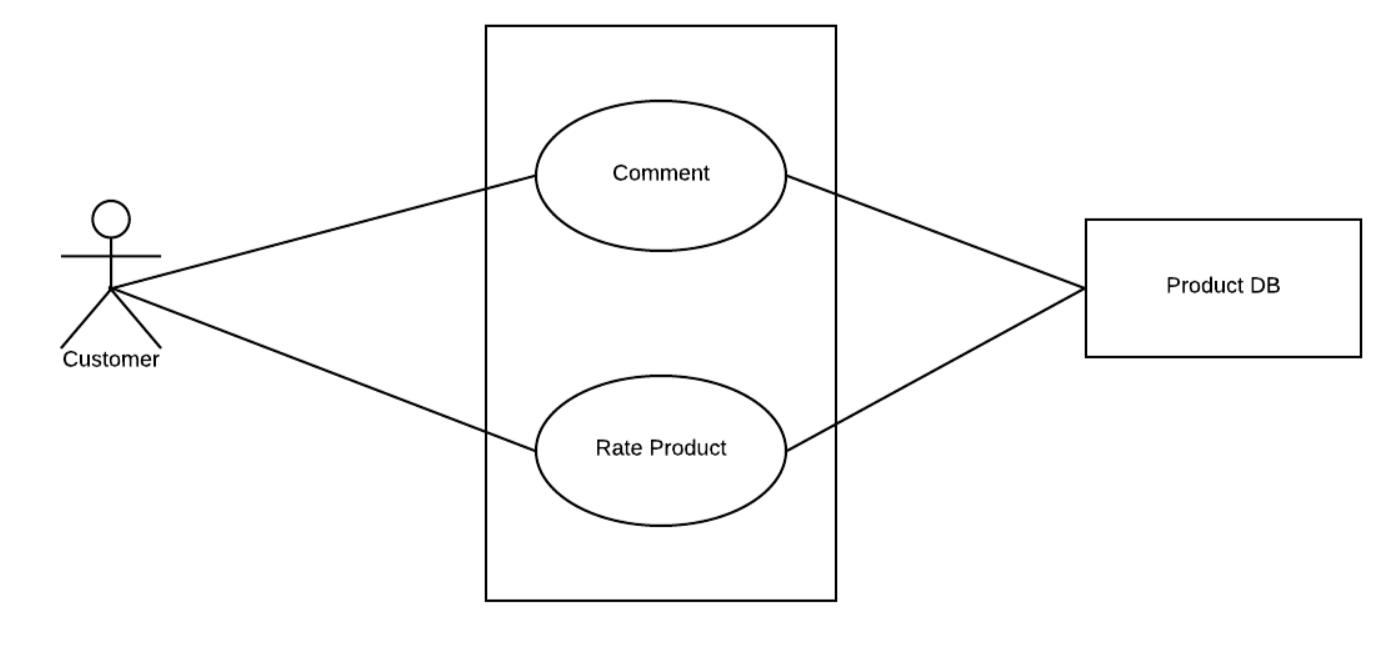 Comment
Customer
Product DB
Rate Product